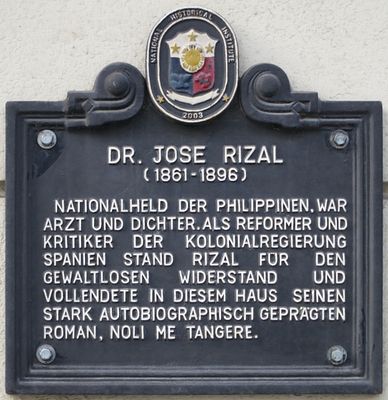 NATIONAL HISTORICAL INSTITUTE
2003
DR. JOSE RIZAL
(1861-1896)
NATIONALHELD DER PHILIPPINEN, WAR
ARZT UND DICHTER. ALS REFORMER UND
KRITIKER DER KOLONIALREGIERUNG
SPANIEN STAND RIZAL FÜR DEN
GEWALTLOSEN WIDERSTAND UND
VOLLENDETE IN DIESEM HAUS SEINEN
STARK AUTOBIOGRAPHISCH GEPRÄGTEN
ROMAN, NOLI ME TANGERE.